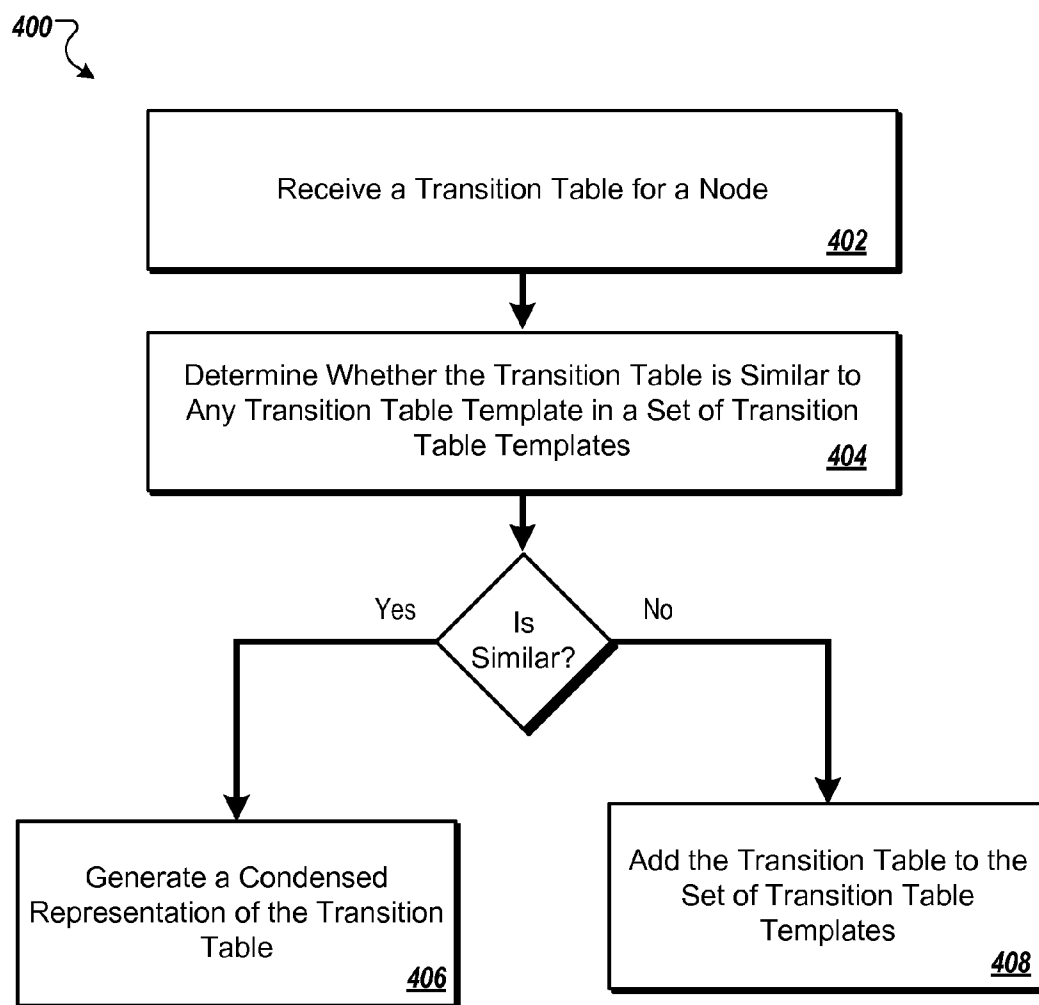 400
Receive a Transition Table for a Node
402
Determine Whether the Transition Table is Similar to
Any Transition Table Template in a Set of Transition
Table Templates
404
Yes
Is
Similar?
No
Generate a Condensed
Representation of the Transition
Table
406
Add the Transition Table to the
Set of Transition Table
Templates
408